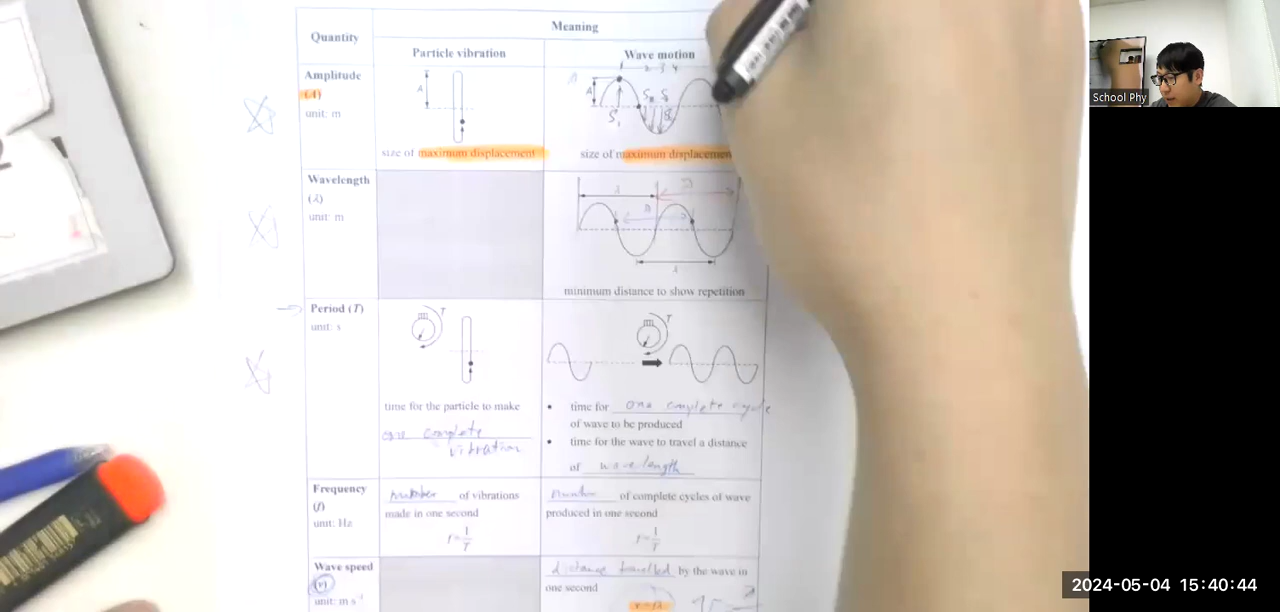 Meaning
Quantity
Particle vibration
Wave motion
Amplitude
(A)
unit: m
A
A
size of maximum displacement
size of maximum displacemen
Wavelength
(λ)
unit: m
λ
λ
minimum distance to show repetition
Period (T)
unit: s
T
T
time for the particle to make
one complete
vibration
• time for one complete cycle
of wave to be produced
• time for the wave to travel a distance
of wavelength
Frequency
(f)
unit: Hz
number of vibrations
made in one second
f=1/T
number of complete cycles of wave
produced in one second
f=1/T
Wave speed
(v)
unit: m s⁻¹
distance travelled by the wave in
one second
School Phy
2024-05-04 15:40:44